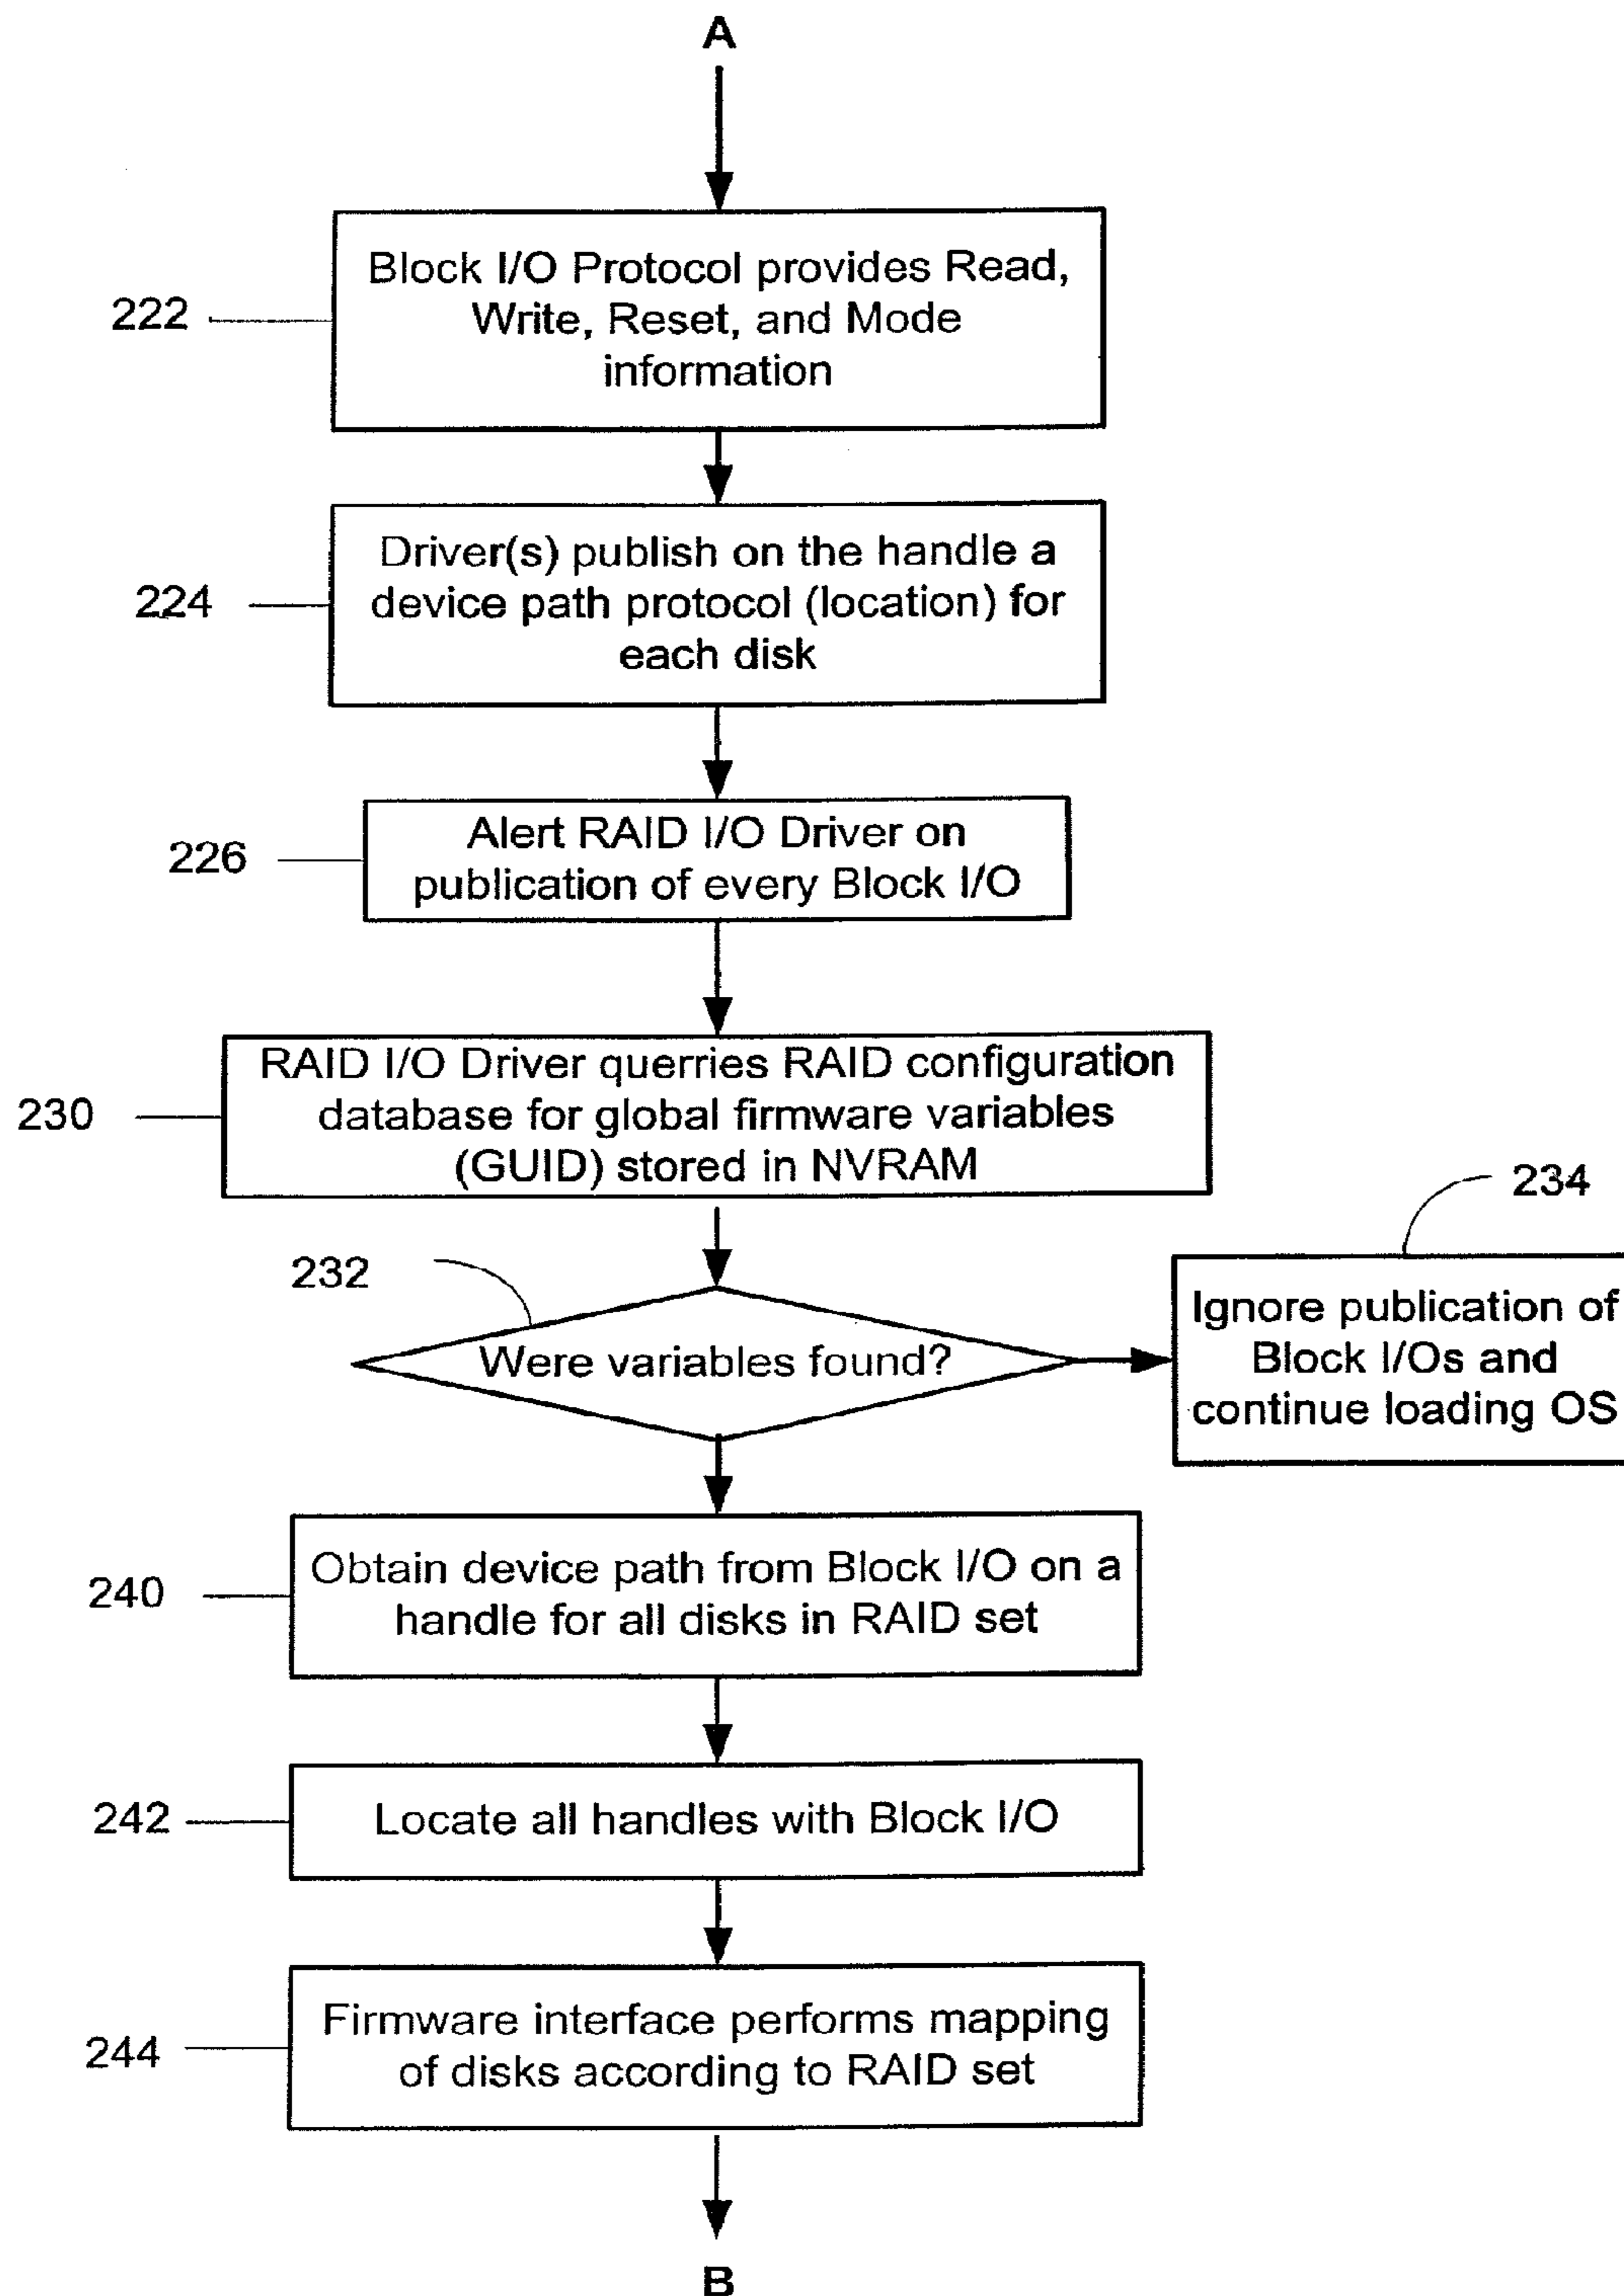 A
222
Block I/O Protocol provides Read,
Write, Reset, and Mode
information
224
Driver(s) publish on the handle a
device path protocol (location) for
each disk
226
Alert RAID I/O Driver on
publication of every Block I/O
230
RAID I/O Driver querries RAID configuration
database for global firmware variables
(GUID) stored in NVRAM
232
Were variables found?
234
Ignore publication of
Block I/Os and
continue loading OS
240
Obtain device path from Block I/O on a
handle for all disks in RAID set
242
Locate all handles with Block I/O
244
Firmware interface performs mapping
of disks according to RAID set
B